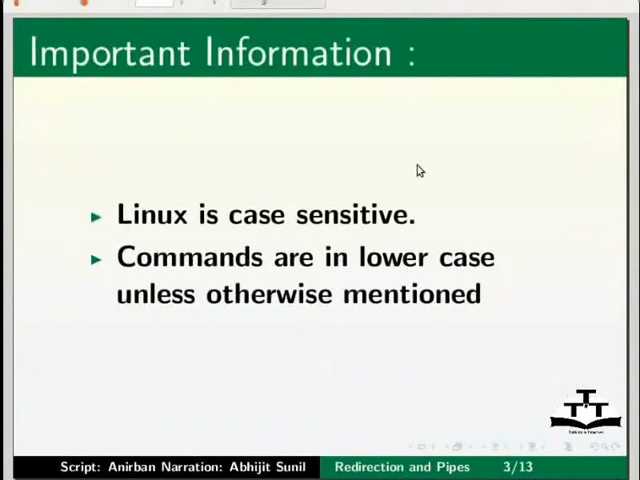 Important Information :
Linux is case sensitive.
Commands are in lower case
unless otherwise mentioned
TTT
Script: Anirban Narration: Abhijit Sunil Redirection and Pipes 3/13